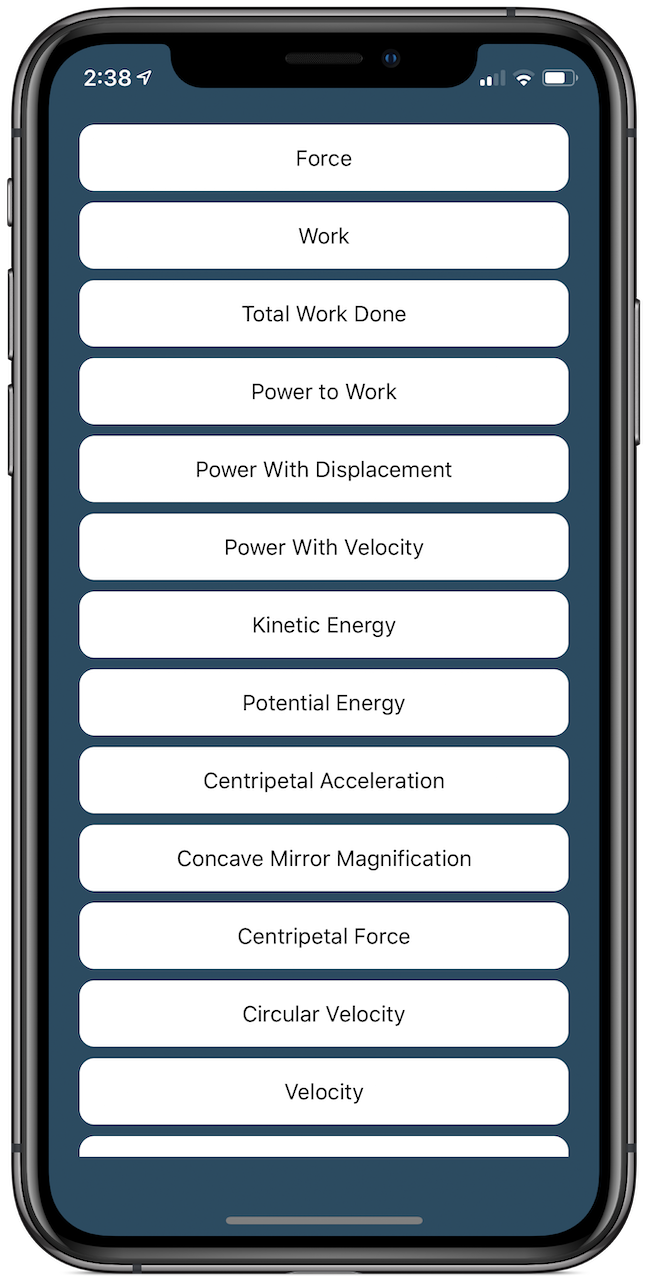 2:38
Force
Work
Total Work Done
Power to Work
Power With Displacement
Power With Velocity
Kinetic Energy
Potential Energy
Centripetal Acceleration
Concave Mirror Magnification
Centripetal Force
Circular Velocity
Velocity